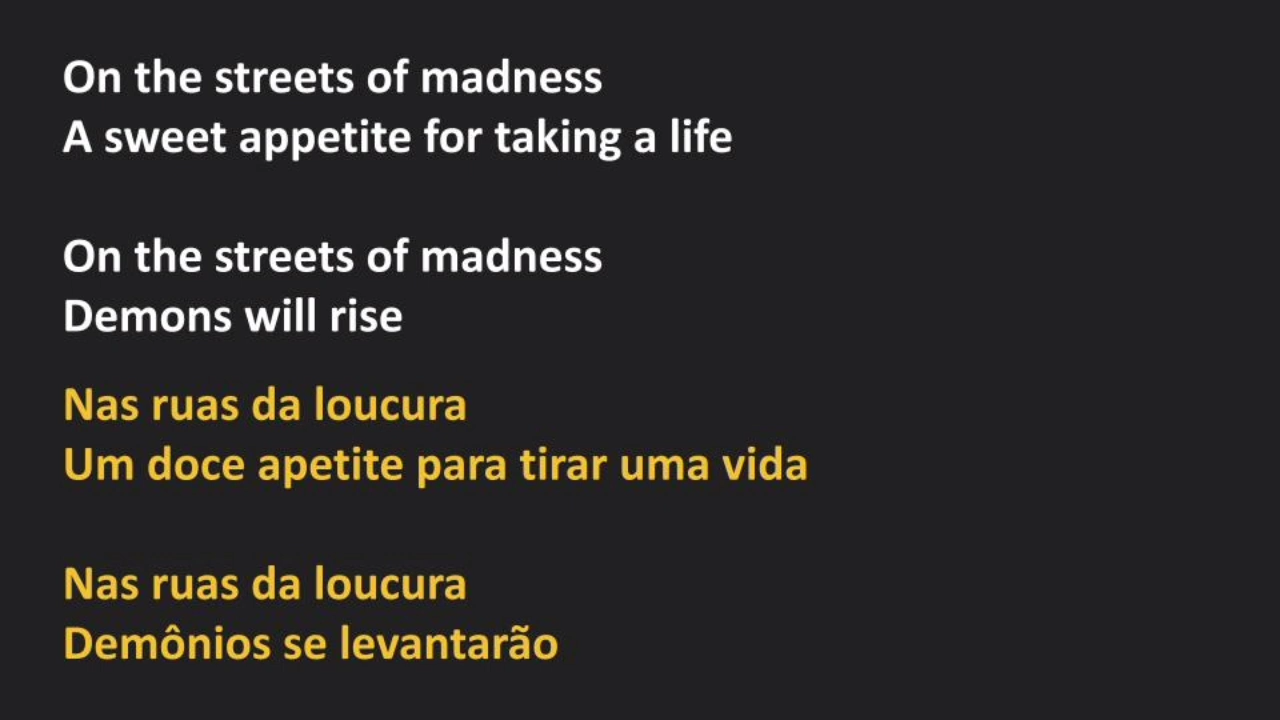 On the streets of madness
A sweet appetite for taking a life
On the streets of madness
Demons will rise
Nas ruas da loucura
Um doce apetite para tirar uma vida
Nas ruas da loucura
Demônios se levantarão